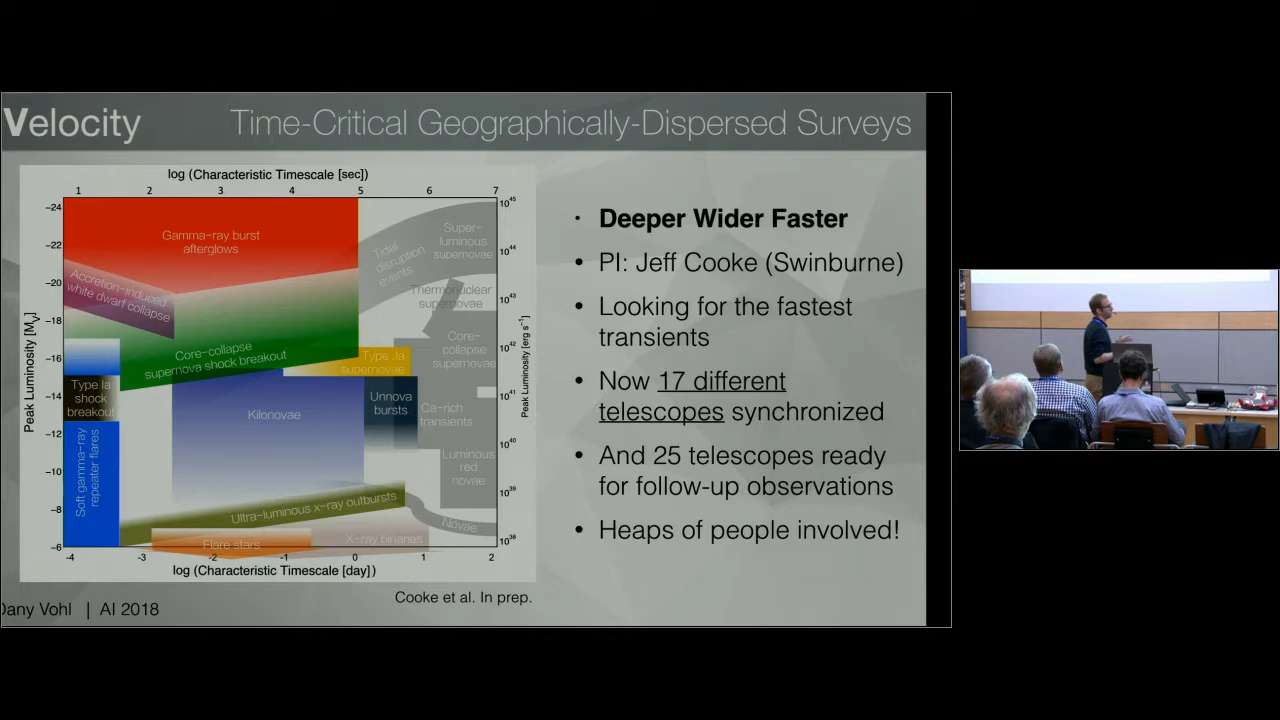 Velocity
Time-Critical Geographically-Dispersed Surveys
log (Characteristic Timescale [sec])
1 2 3 4 5 6 7
Peak Luminosity [Mv]
-24
-22
-20
-18
-16
-14
-12
-10
-8
-6
Gamma-ray burst
afterglows
Accretion-induced
white dwarf collapse
Core-collapse
supernova shock breakout
Type Ia
shock
breakout
Soft gamma-ray
repeater flares
Kilonovae
Type .Ia
supernovae
Unnova
bursts
Tidal
disruption
events
Super-
luminous
supernovae
Thermonuclear
supernovae
Core-
collapse
supernovae
Ca-rich
transients
Luminous
red
novae
Novae
Ultra-luminous x-ray outbursts
Flare stars
X-ray binaries
10⁴⁵
10⁴⁴
10⁴³
10⁴²
10⁴¹
10⁴⁰
10³⁹
10³⁸
Peak Luminosity [erg s⁻¹]
-4 -3 -2 -1 0 1 2
log (Characteristic Timescale [day])
Cooke et al. In prep.
• Deeper Wider Faster
• PI: Jeff Cooke (Swinburne)
• Looking for the fastest
transients
• Now 17 different
telescopes synchronized
• And 25 telescopes ready
for follow-up observations
• Heaps of people involved!
Dany Vohl | AI 2018